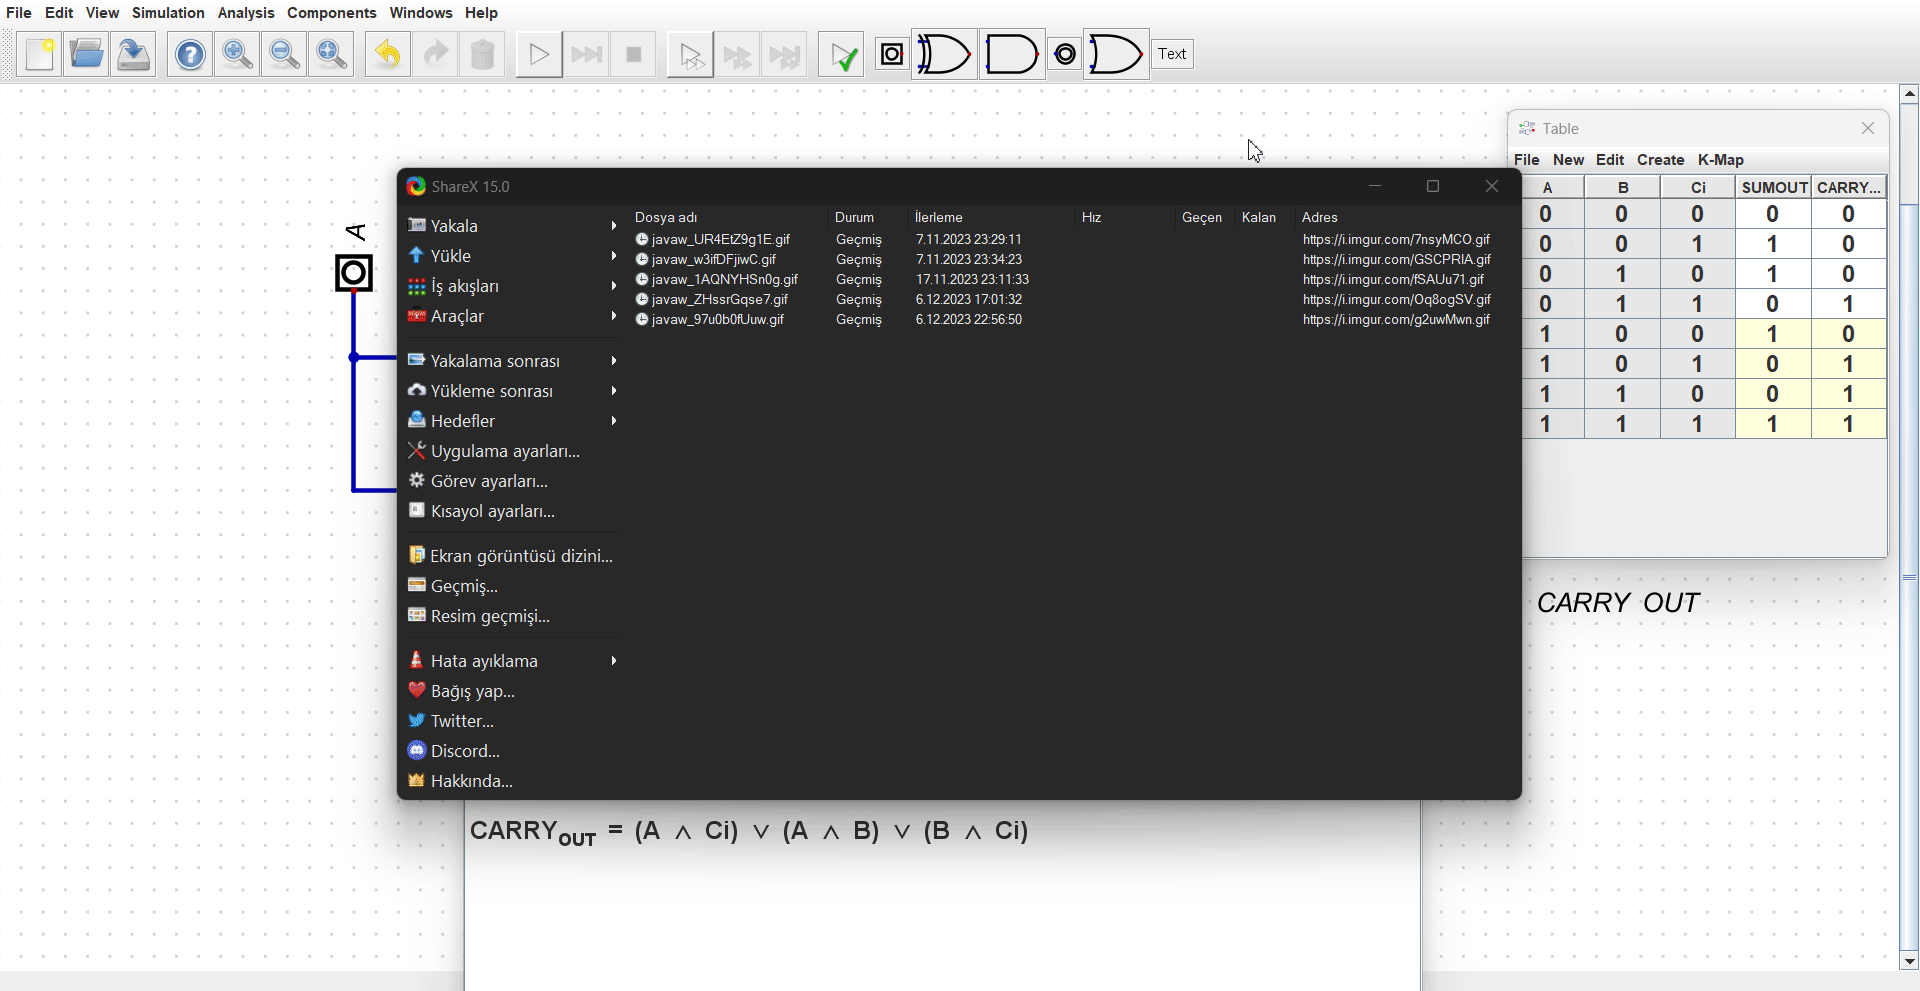 File Edit View Simulation Analysis Components Windows Help
Text
Table
File New Edit Create K-Map
A B Ci SUMOUT CARRY...
0 0 0 0 0
0 0 1 1 0
0 1 0 1 0
0 1 1 0 1
1 0 0 1 0
1 0 1 0 1
1 1 0 0 1
1 1 1 1 1
A
ShareX 15.0
Yakala
Yükle
İş akışları
Araçlar
Yakalama sonrası
Yükleme sonrası
Hedefler
Uygulama ayarları...
Görev ayarları...
Kısayol ayarları...
Ekran görüntüsü dizini...
Geçmiş...
Resim geçmişi...
Hata ayıklama
Bağış yap...
Twitter...
Discord...
Hakkında...
Dosya adı Durum İlerleme Hız Geçen Kalan Adres
javaw_UR4EtZ9g1E.gif Geçmiş 7.11.2023 23:29:11 https://i.imgur.com/7nsyMCO.gif
javaw_w3ifDFjiwC.gif Geçmiş 7.11.2023 23:34:23 https://i.imgur.com/GSCPRIA.gif
javaw_1AQNYHSn0g.gif Geçmiş 17.11.2023 23:11:33 https://i.imgur.com/fSAUu71.gif
javaw_ZHssrGqse7.gif Geçmiş 6.12.2023 17:01:32 https://i.imgur.com/Oq8ogSV.gif
javaw_97u0b0fUuw.gif Geçmiş 6.12.2023 22:56:50 https://i.imgur.com/g2uwMwn.gif
CARRY OUT
CARRY_OUT = (A ∧ Ci) ∨ (A ∧ B) ∨ (B ∧ Ci)